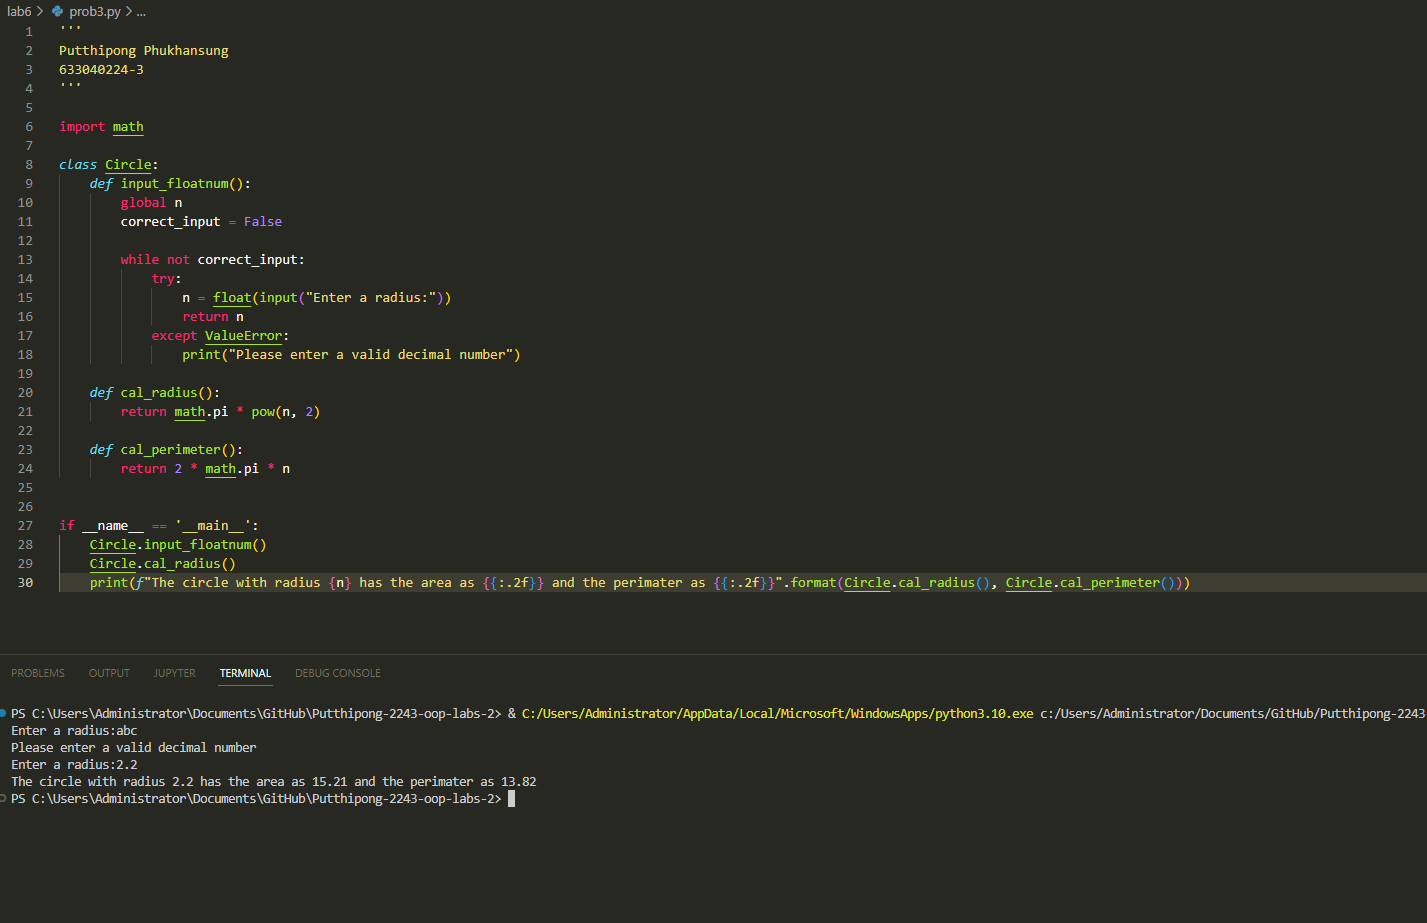 lab6 > prob3.py > ...
1 '''
2 Putthipong Phukhansung
3 633040224-3
4 '''
5
6 import math
7
8 class Circle:
9     def input_floatnum():
10         global n
11         correct_input = False
12
13         while not correct_input:
14             try:
15                 n = float(input("Enter a radius:"))
16                 return n
17             except ValueError:
18                 print("Please enter a valid decimal number")
19
20     def cal_radius():
21         return math.pi * pow(n, 2)
22
23     def cal_perimeter():
24         return 2 * math.pi * n
25
26
27 if __name__ == '__main__':
28     Circle.input_floatnum()
29     Circle.cal_radius()
30     print(f"The circle with radius {n} has the area as {{:.2f}} and the perimater as {{:.2f}}".format(Circle.cal_radius(), Circle.cal_perimeter()))
PROBLEMS OUTPUT JUPYTER TERMINAL DEBUG CONSOLE
PS C:\Users\Administrator\Documents\GitHub\Putthipong-2243-oop-labs-2> & C:/Users/Administrator/AppData/Local/Microsoft/WindowsApps/python3.10.exe c:/Users/Administrator/Documents/GitHub/Putthipong-2243
Enter a radius:abc
Please enter a valid decimal number
Enter a radius:2.2
The circle with radius 2.2 has the area as 15.21 and the perimater as 13.82
PS C:\Users\Administrator\Documents\GitHub\Putthipong-2243-oop-labs-2>